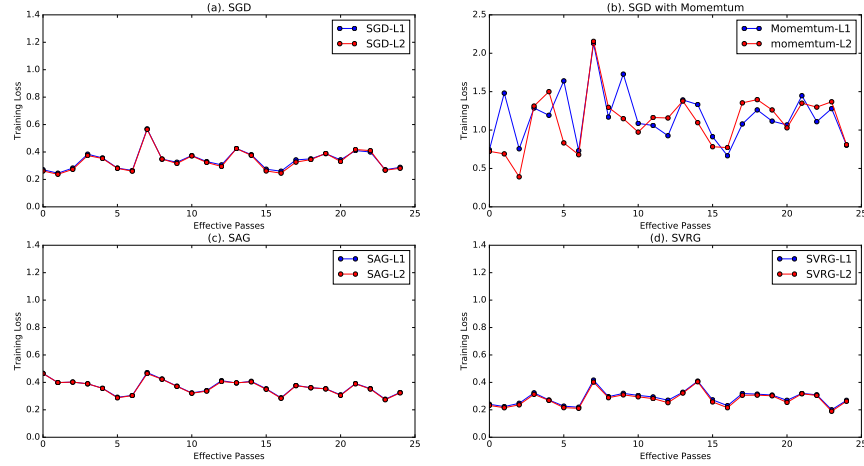 (a). SGD
1.4
1.2
1.0
0.8
0.6
0.4
0.2
0.0
Training Loss
SGD-L1
SGD-L2
0 5 10 15 20 25
Effective Passes
(b). SGD with Momemtum
2.5
2.0
1.5
1.0
0.5
0.0
Training Loss
Momemtum-L1
momemtum-L2
0 5 10 15 20 25
Effective Passes
(c). SAG
1.4
1.2
1.0
0.8
0.6
0.4
0.2
0.0
Training Loss
SAG-L1
SAG-L2
0 5 10 15 20 25
Effective Passes
(d). SVRG
1.4
1.2
1.0
0.8
0.6
0.4
0.2
0.0
Training Loss
SVRG-L1
SVRG-L2
0 5 10 15 20 25
Effective Passes